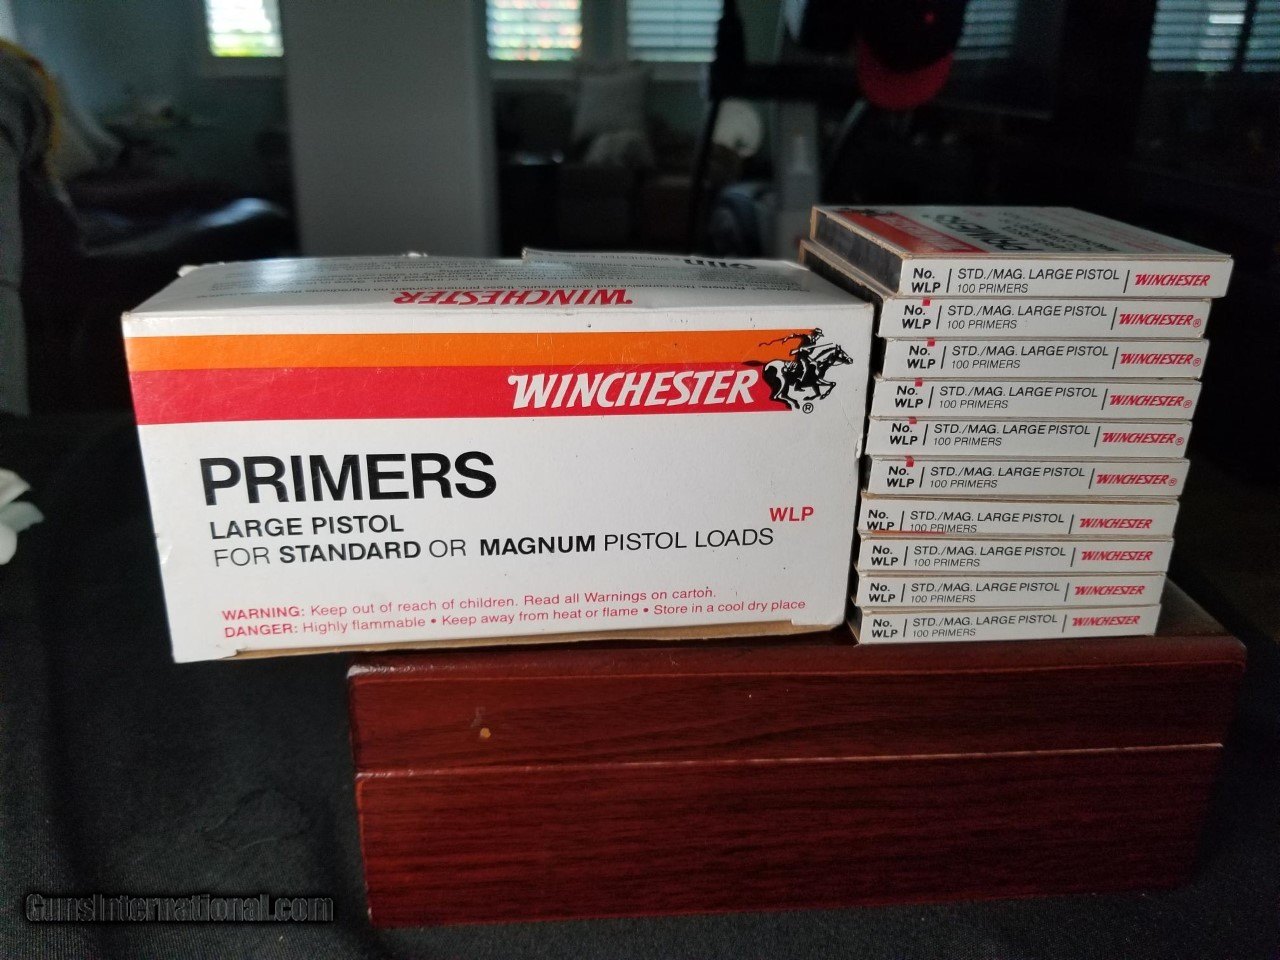 Olin
WINCHESTER
WINCHESTER
®
PRIMERS
LARGE PISTOL
WLP
FOR STANDARD OR MAGNUM PISTOL LOADS
WARNING: Keep out of reach of children. Read all Warnings on carton.
DANGER: Highly flammable • Keep away from heat or flame • Store in a cool dry place
WINCHESTER
PRIMERS
No. WLP STD./MAG. LARGE PISTOL WINCHESTER
100 PRIMERS
No. WLP STD./MAG. LARGE PISTOL WINCHESTER®
100 PRIMERS
No. WLP STD./MAG. LARGE PISTOL WINCHESTER®
100 PRIMERS
No. WLP STD./MAG. LARGE PISTOL WINCHESTER®
100 PRIMERS
No. WLP STD./MAG. LARGE PISTOL WINCHESTER®
100 PRIMERS
No. WLP STD./MAG. LARGE PISTOL WINCHESTER®
100 PRIMERS
No. WLP STD./MAG. LARGE PISTOL WINCHESTER
100 PRIMERS
No. WLP STD./MAG. LARGE PISTOL WINCHESTER
100 PRIMERS
No. WLP STD./MAG. LARGE PISTOL WINCHESTER
100 PRIMERS
No. WLP STD./MAG. LARGE PISTOL WINCHESTER
100 PRIMERS
GunsInternational.com